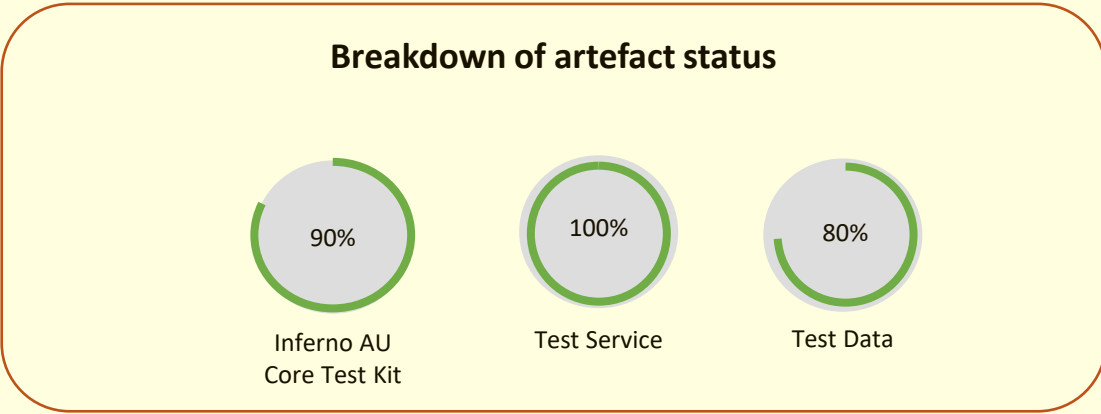 Breakdown of artefact status
90%
100%
80%
Inferno AU
Core Test Kit
Test Service
Test Data